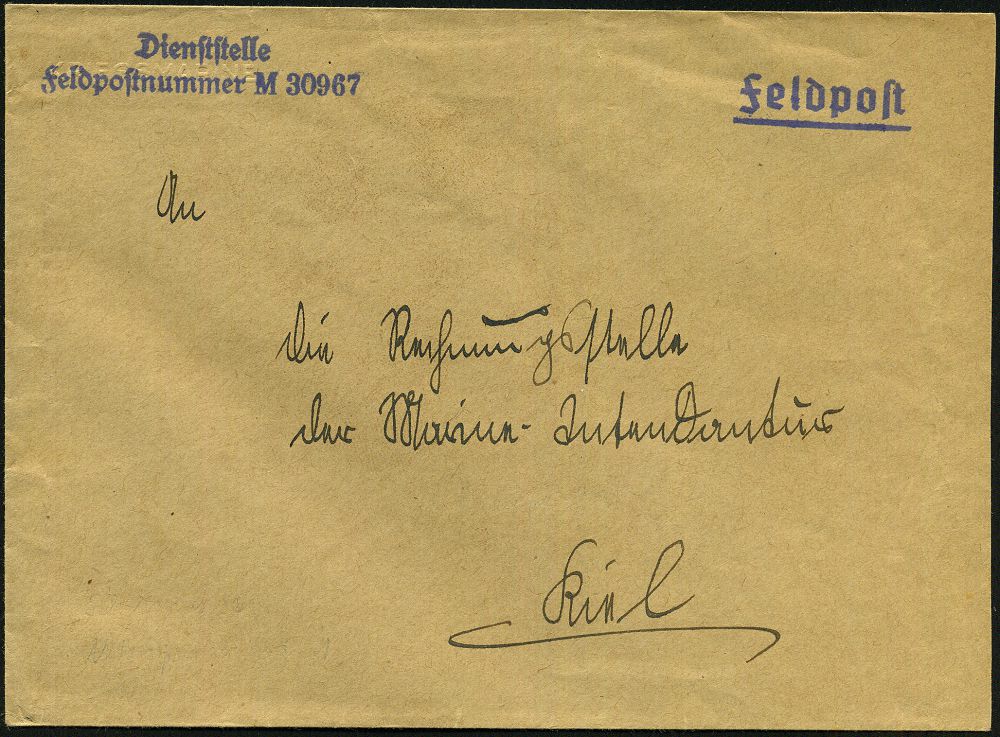 Dienststelle
Feldpostnummer M 30967
Feldpost
An
die Rechnungsstelle
der Marine-Intendantur
Kiel